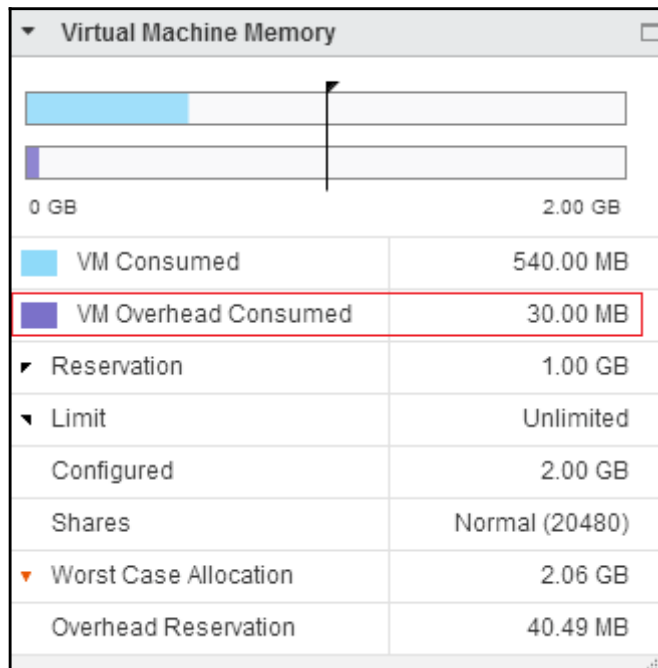 Virtual Machine Memory
0 GB 2.00 GB
VM Consumed 540.00 MB
VM Overhead Consumed 30.00 MB
Reservation 1.00 GB
Limit Unlimited
Configured 2.00 GB
Shares Normal (20480)
Worst Case Allocation 2.06 GB
Overhead Reservation 40.49 MB